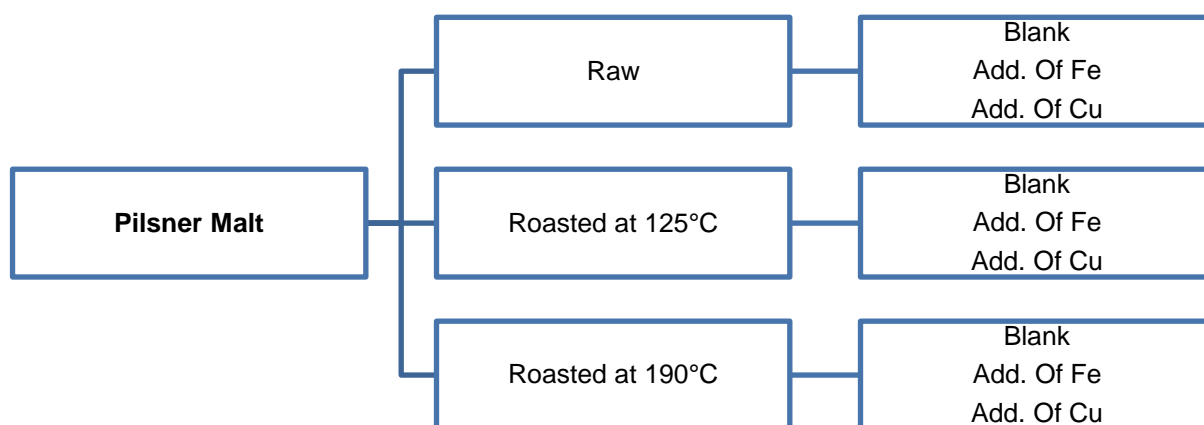 Pilsner Malt
Raw
Blank
Add. Of Fe
Add. Of Cu
Roasted at 125°C
Blank
Add. Of Fe
Add. Of Cu
Roasted at 190°C
Blank
Add. Of Fe
Add. Of Cu